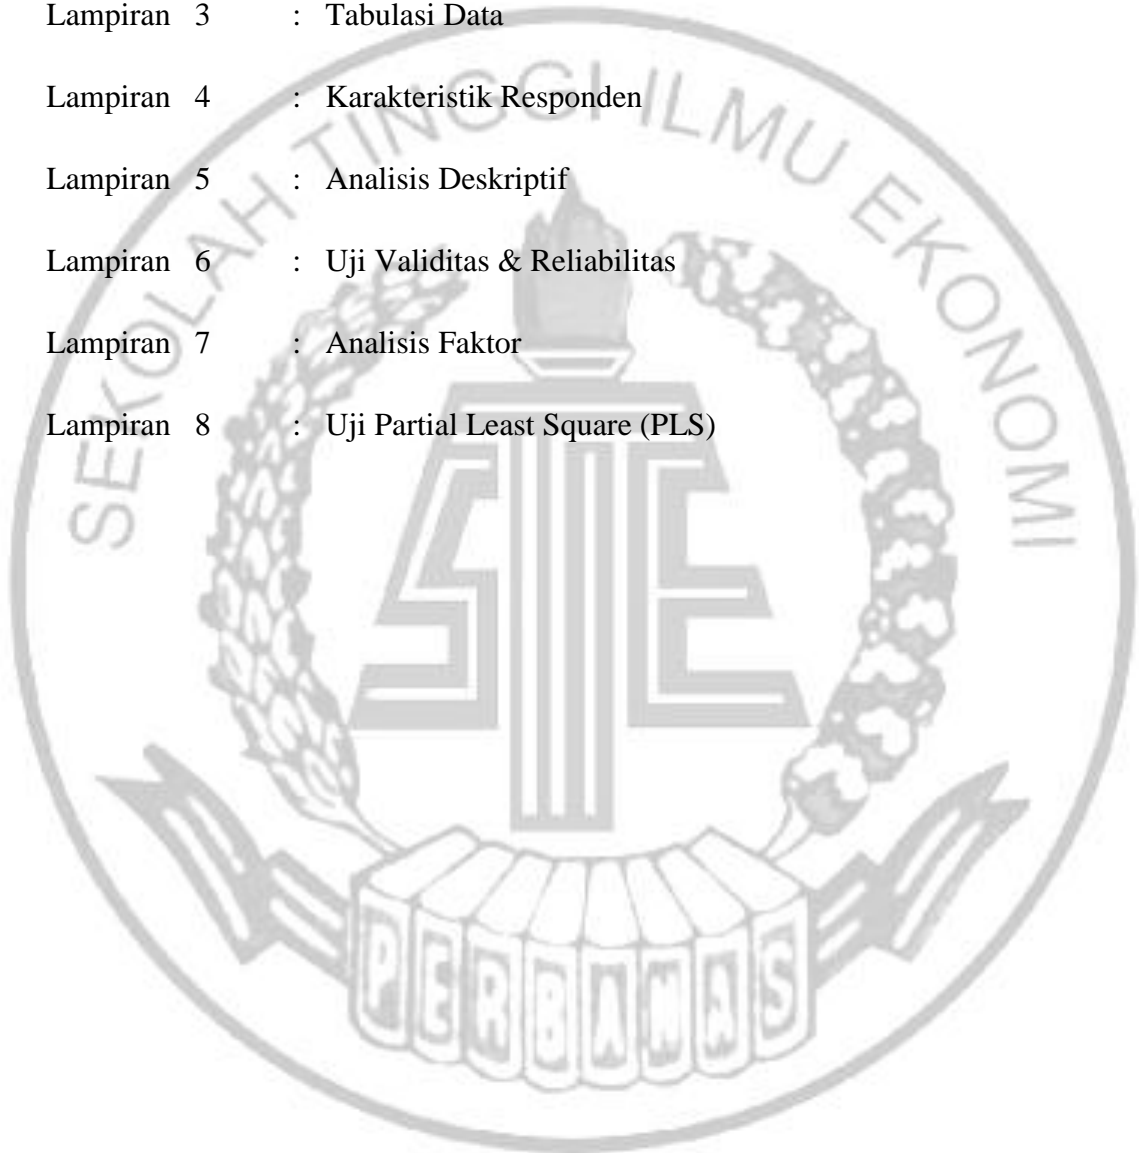 Lampiran 3 : Tabulasi Data
Lampiran 4 : Karakteristik Responden
Lampiran 5 : Analisis Deskriptif
Lampiran 6 : Uji Validitas & Reliabilitas
Lampiran 7 : Analisis Faktor
Lampiran 8 : Uji Partial Least Square (PLS)
SEKOLAH TINGGI ILMU EKONOMI
STIE
PERBANAS